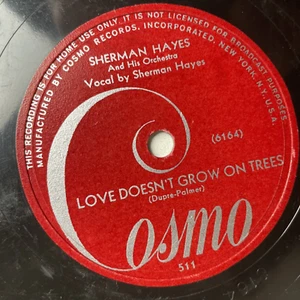 THIS RECORDING IS FOR HOME USE ONLY. IT IS NOT LICENSED FOR BROADCAST PURPOSES
MANUFACTURED BY COSMO RECORDS, INCORPORATED NEW YORK, N.Y., U.S.A.
SHERMAN HAYES
And His Orchestra
Vocal by Sherman Hayes
(6164)
LOVE DOESN'T GROW ON TREES
(Dupre-Palmer)
Cosmo
511